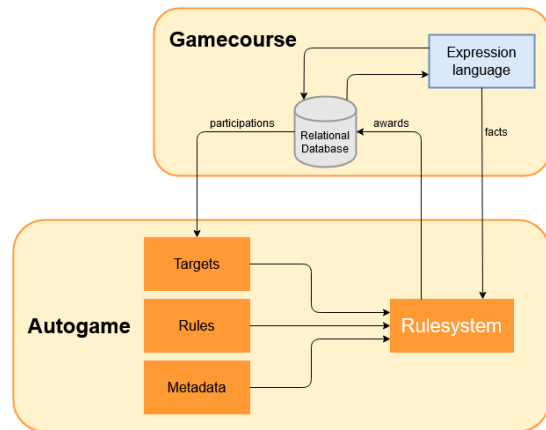 Gamecourse
Expression
language
participations
Relational
Database
awards
facts
Targets
Autogame
Rules
Rulesystem
Metadata